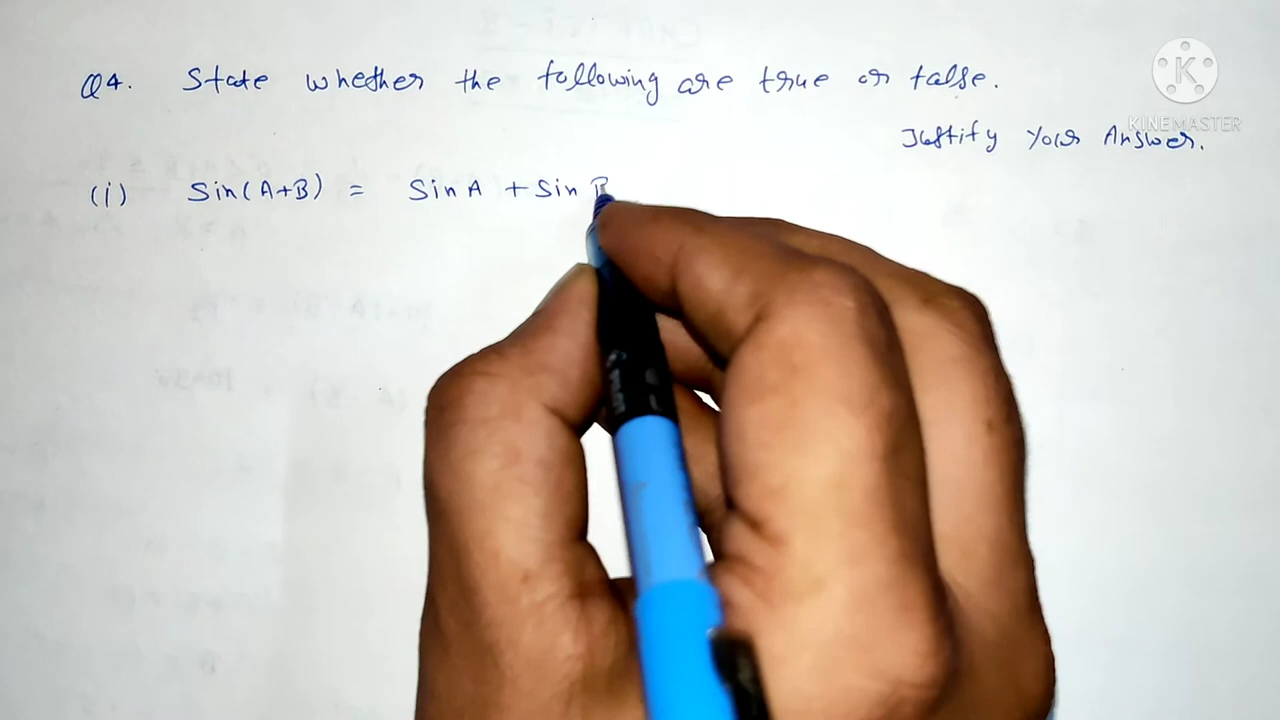 Q4. State whether the following are true or false.
Justify Your Answer.
(i) Sin(A+B) = Sin A + Sin B
K
KINEMASTER